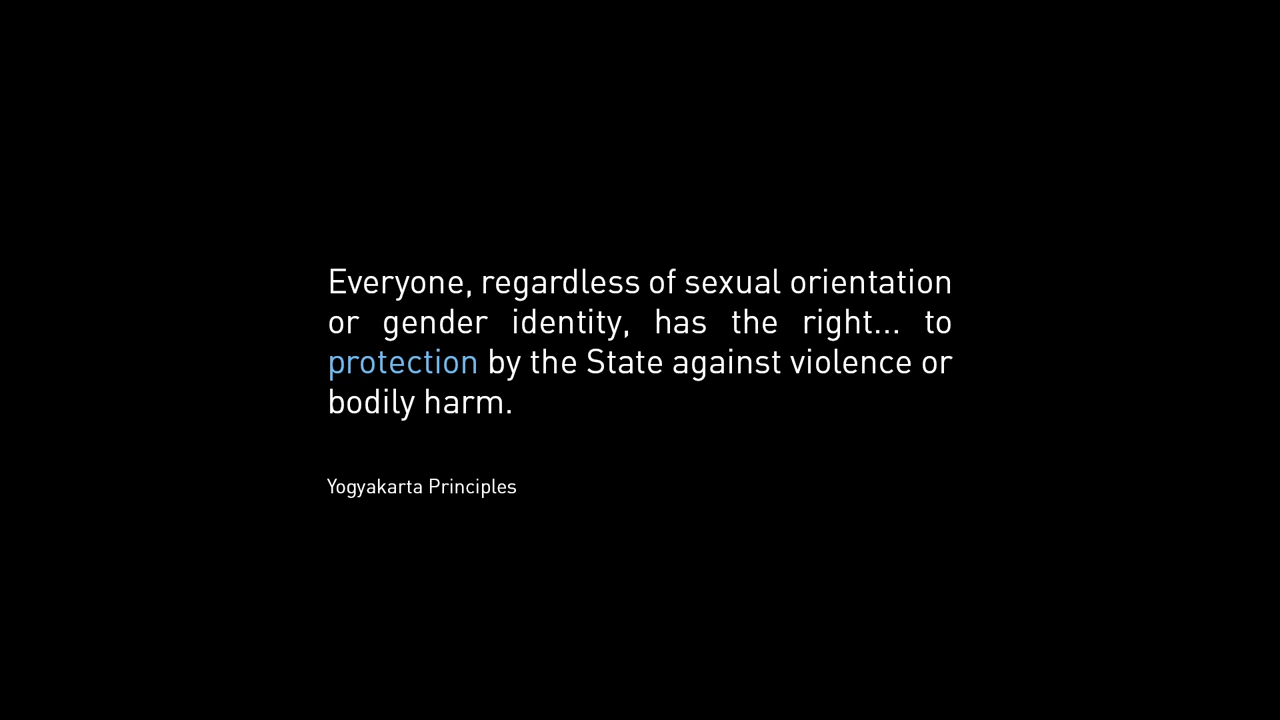 Everyone, regardless of sexual orientation
or gender identity, has the right... to
protection by the State against violence or
bodily harm.
Yogyakarta Principles